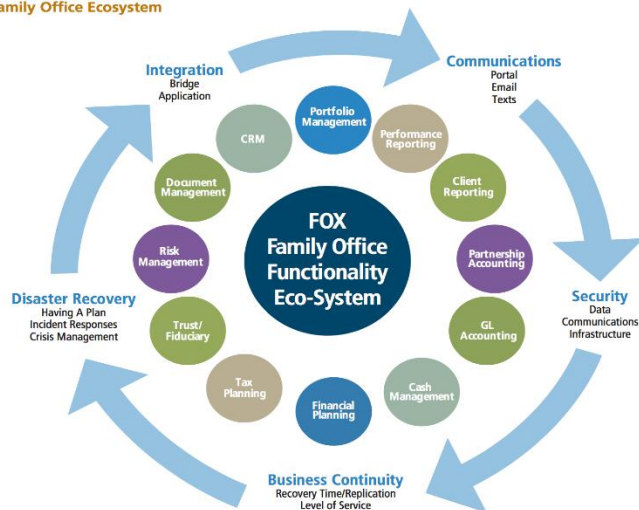 Family Office Ecosystem
Integration
Bridge
Application
Communications
Portal
Email
Texts
Security
Data
Communications
Infrastructure
Business Continuity
Recovery Time/Replication
Level of Service
Disaster Recovery
Having A Plan
Incident Responses
Crisis Management
Portfolio
Management
Performance
Reporting
Client
Reporting
Partnership
Accounting
GL
Accounting
Cash
Management
Financial
Planning
Tax
Planning
Trust/
Fiduciary
Risk
Management
Document
Management
CRM
FOX
Family Office
Functionality
Eco-System